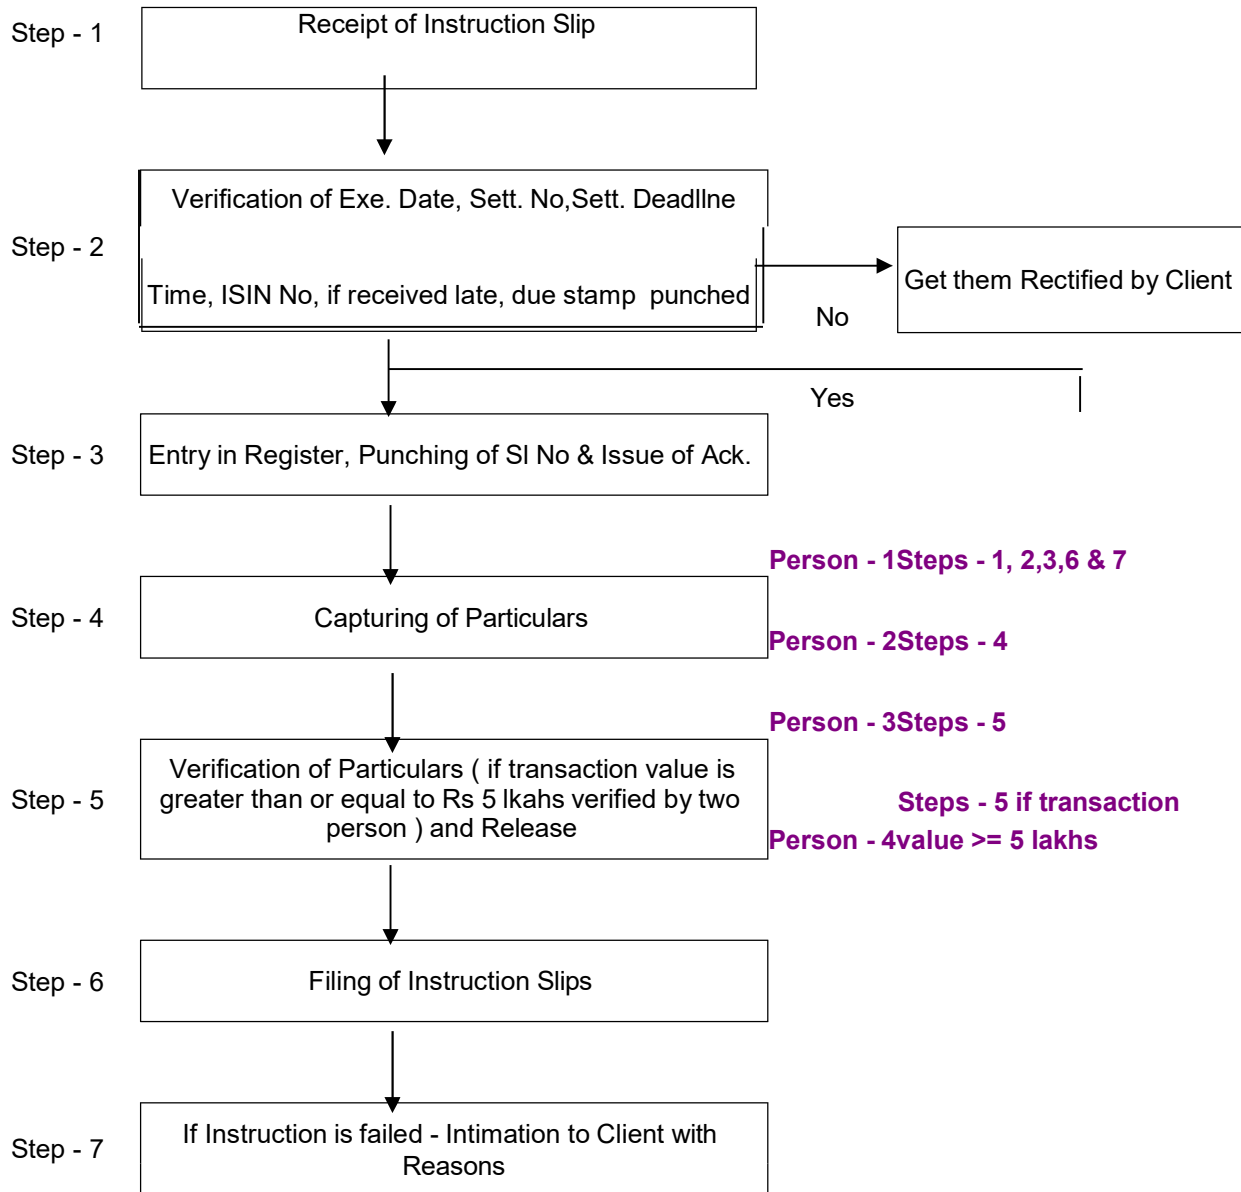 Step - 1
Receipt of Instruction Slip
Verification of Exe. Date, Sett. No,Sett. Deadllne
Step - 2
Get them Rectified by Client
Time, ISIN No, if received late, due stamp punched
No
Yes
Step - 3
Entry in Register, Punching of Sl No & Issue of Ack.
Person - 1Steps - 1, 2,3,6 & 7
Step - 4
Capturing of Particulars
Person - 2Steps - 4
Person - 3Steps - 5
Step - 5
Verification of Particulars ( if transaction value is
greater than or equal to Rs 5 lkahs verified by two
person ) and Release
Steps - 5 if transaction
Person - 4value >= 5 lakhs
Step - 6
Filing of Instruction Slips
Step - 7
If Instruction is failed - Intimation to Client with
Reasons